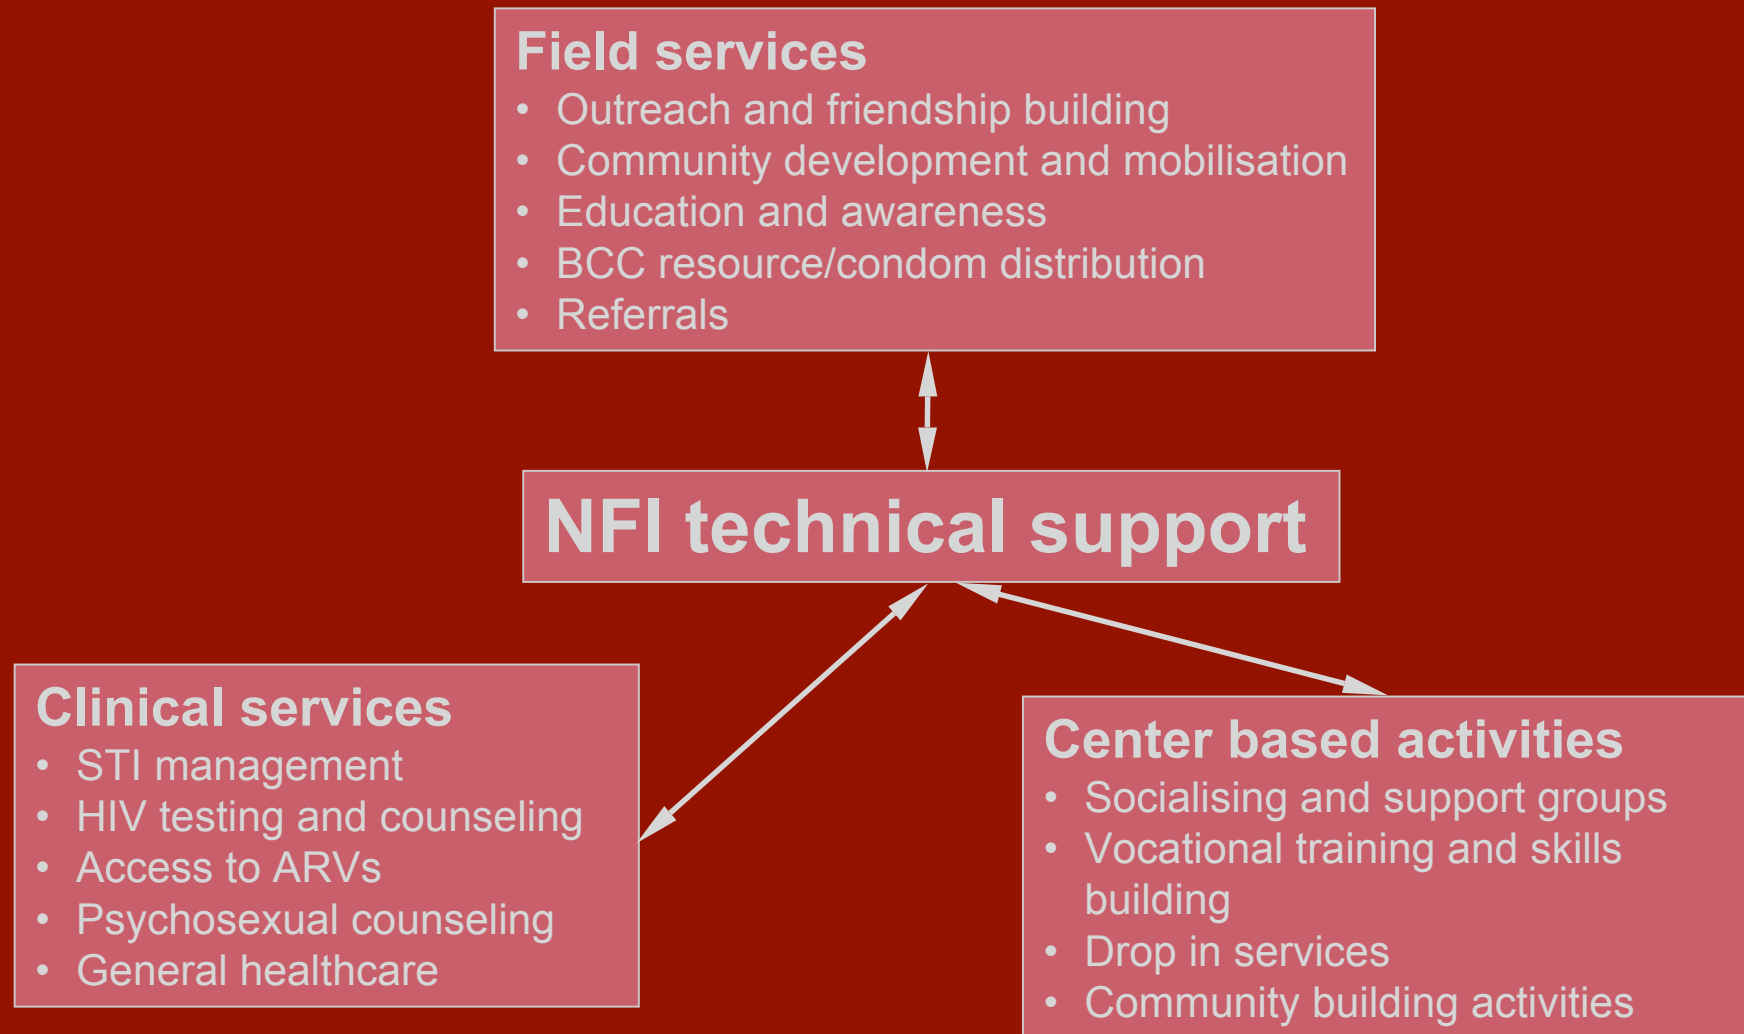 Field services
• Outreach and friendship building
• Community development and mobilisation
• Education and awareness
• BCC resource/condom distribution
• Referrals
NFI technical support
Clinical services
• STI management
• HIV testing and counseling
• Access to ARVs
• Psychosexual counseling
• General healthcare
Center based activities
• Socialising and support groups
• Vocational training and skills
building
• Drop in services
• Community building activities